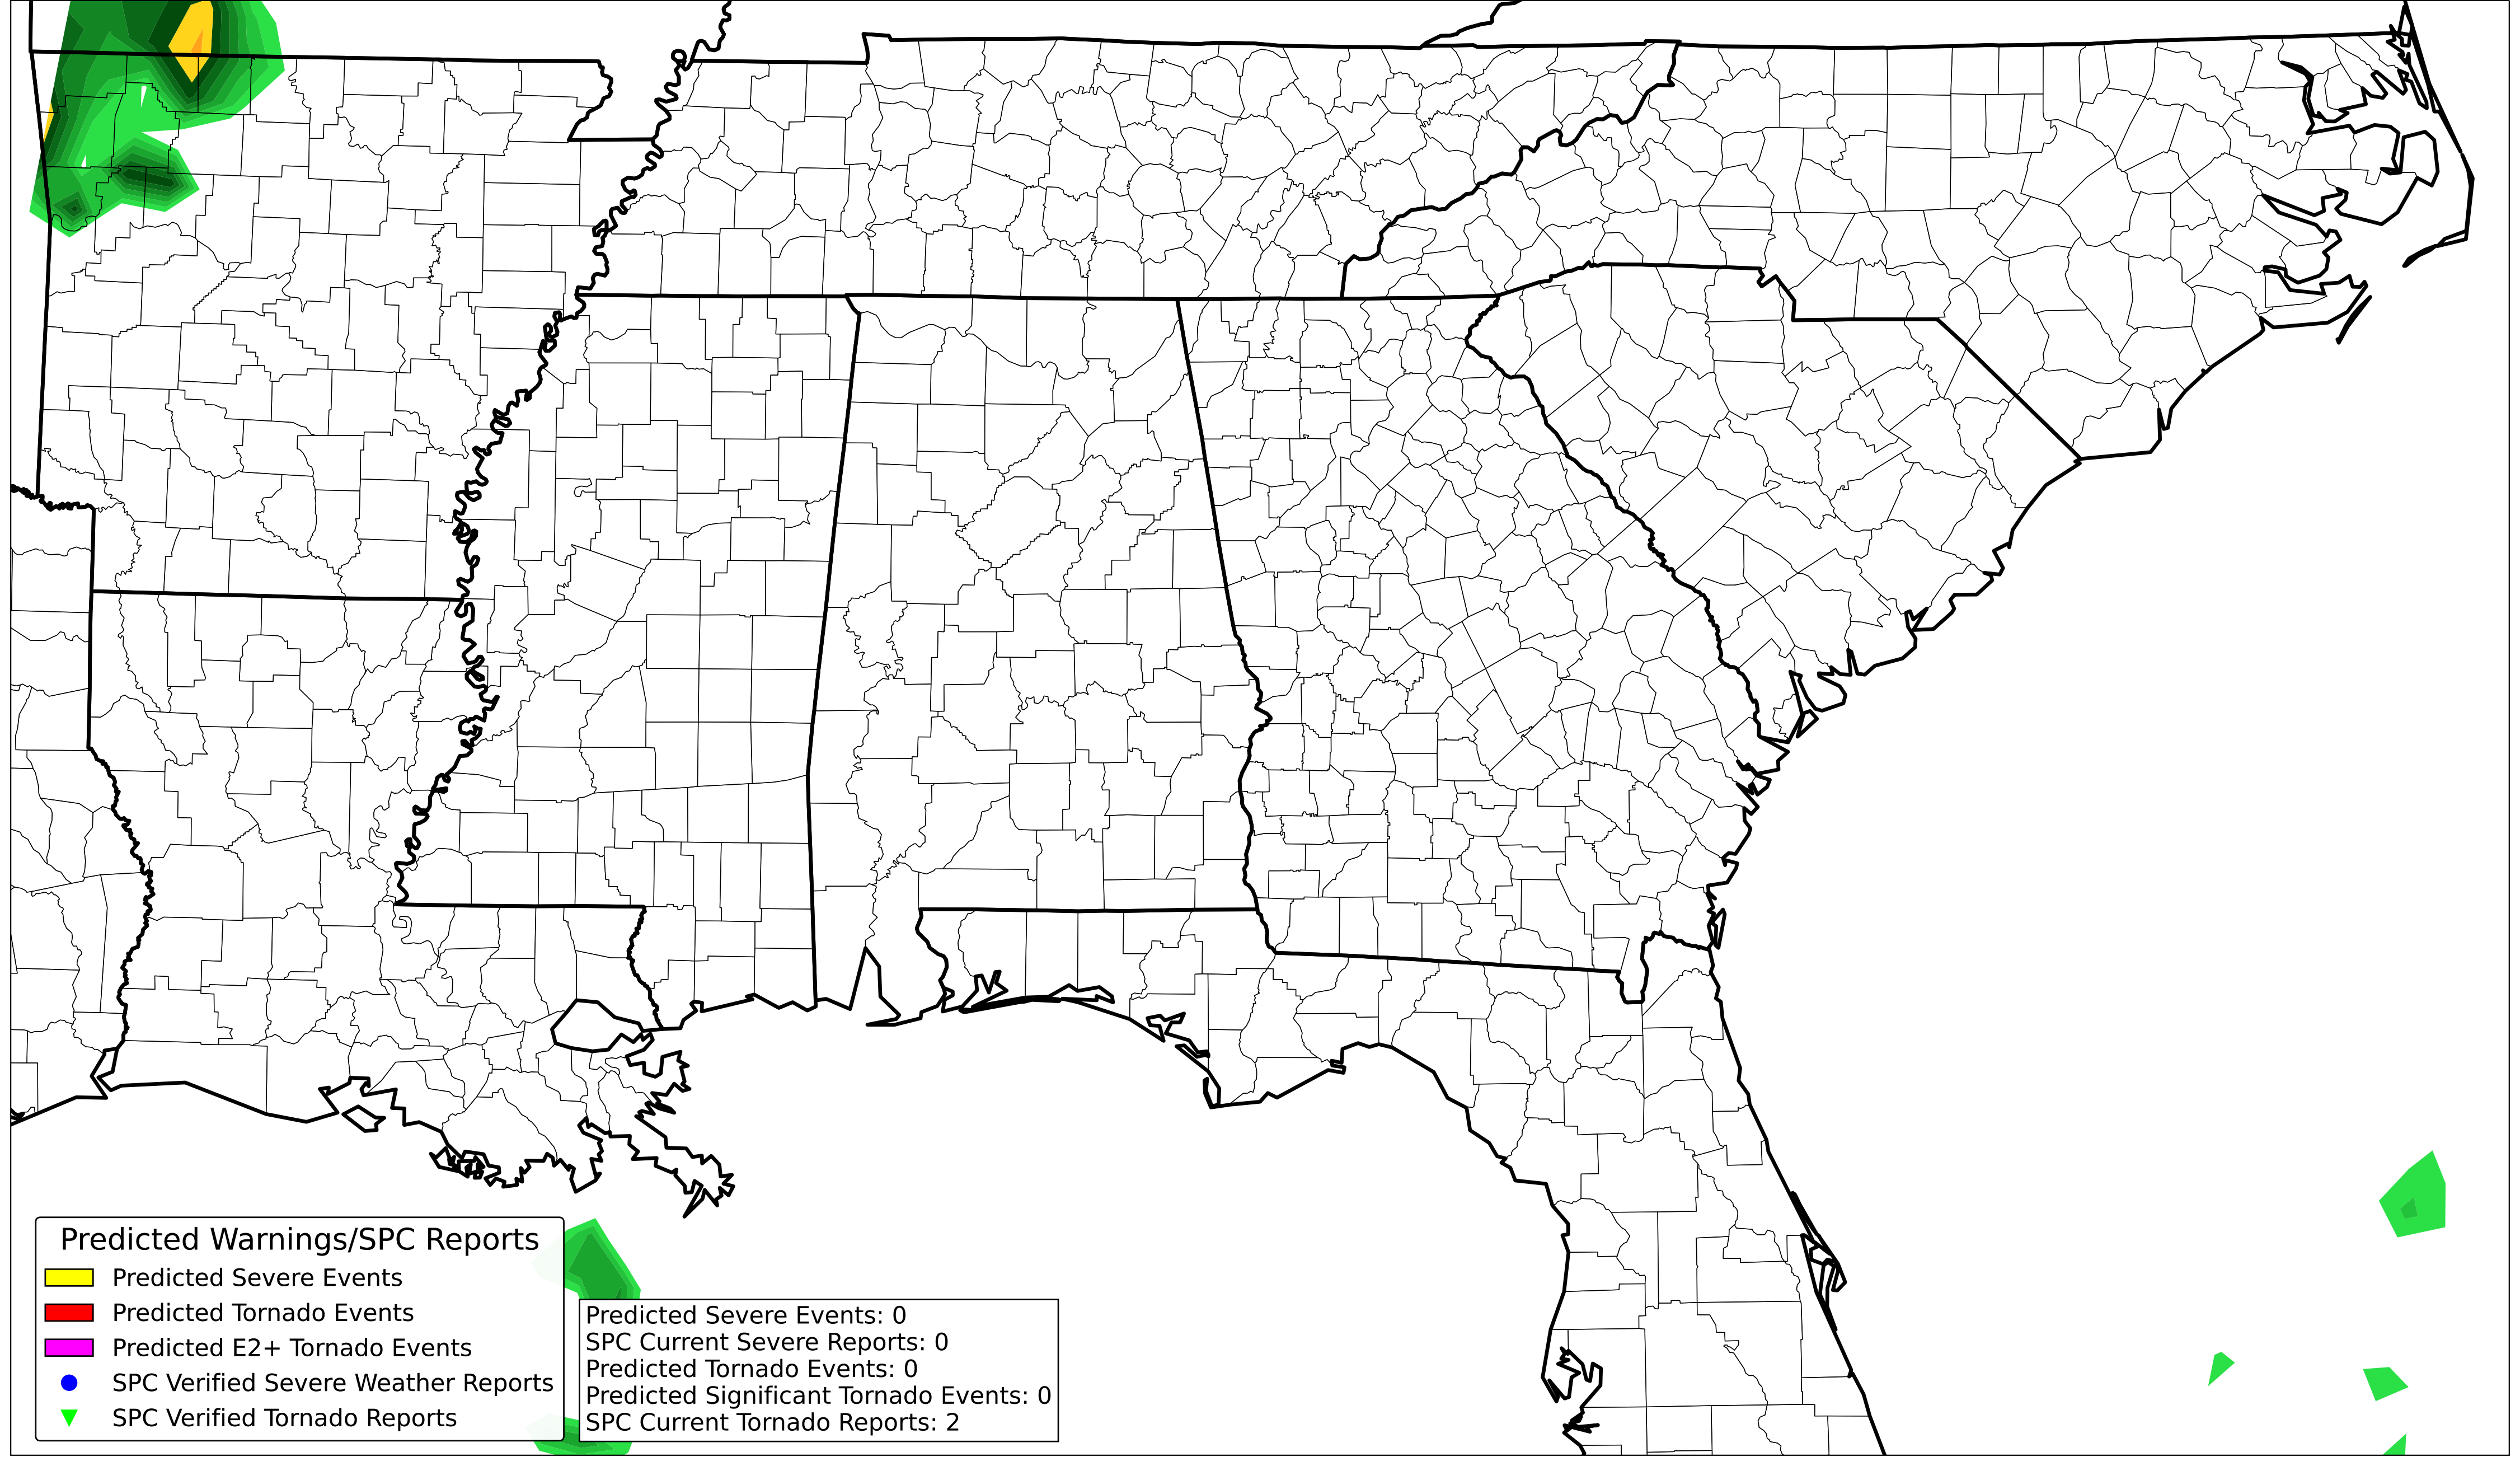 Predicted Warnings/SPC Reports
Predicted Severe Events
Predicted Tornado Events
Predicted E2+ Tornado Events
SPC Verified Severe Weather Reports
SPC Verified Tornado Reports
Predicted Severe Events: 0
SPC Current Severe Reports: 0
Predicted Tornado Events: 0
Predicted Significant Tornado Events: 0
SPC Current Tornado Reports: 2